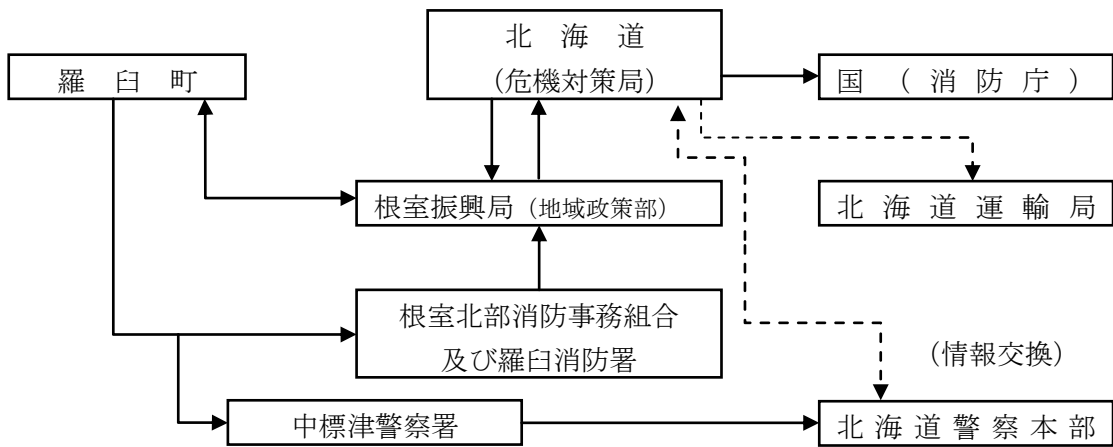 北海道
(危機対策局)
羅臼町
国(消防庁)
根室振興局(地域政策部)
北海道運輸局
根室北部消防事務組合
及び羅臼消防署
(情報交換)
中標津警察署
北海道警察本部